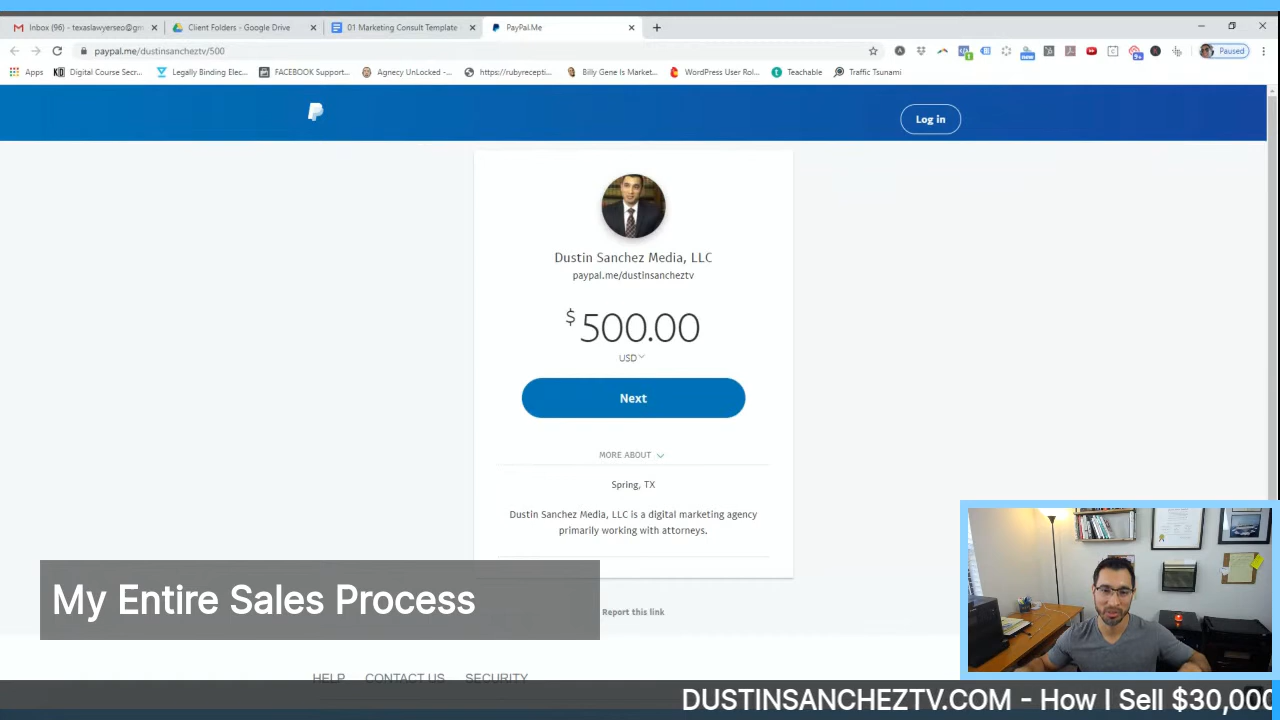 Inbox (96) - texaslawyerseo@gm
Client Folders - Google Drive
01 Marketing Consult Template
PayPal.Me
paypal.me/dustinsancheztv/500
Paused
Apps
Digital Course Secr...
Legally Binding Elec...
FACEBOOK Support...
Agnecy UnLocked -...
https://rubyrecepti...
Billy Gene Is Market...
WordPress User Rol...
Teachable
Traffic Tsunami
Log in
Dustin Sanchez Media, LLC
paypal.me/dustinsancheztv
$500.00
USD
Next
MORE ABOUT
Spring, TX
Dustin Sanchez Media, LLC is a digital marketing agency
primarily working with attorneys.
My Entire Sales Process
Report this link
HELP CONTACT US SECURITY
DUSTINSANCHEZTV.COM - How I Sell $30,000